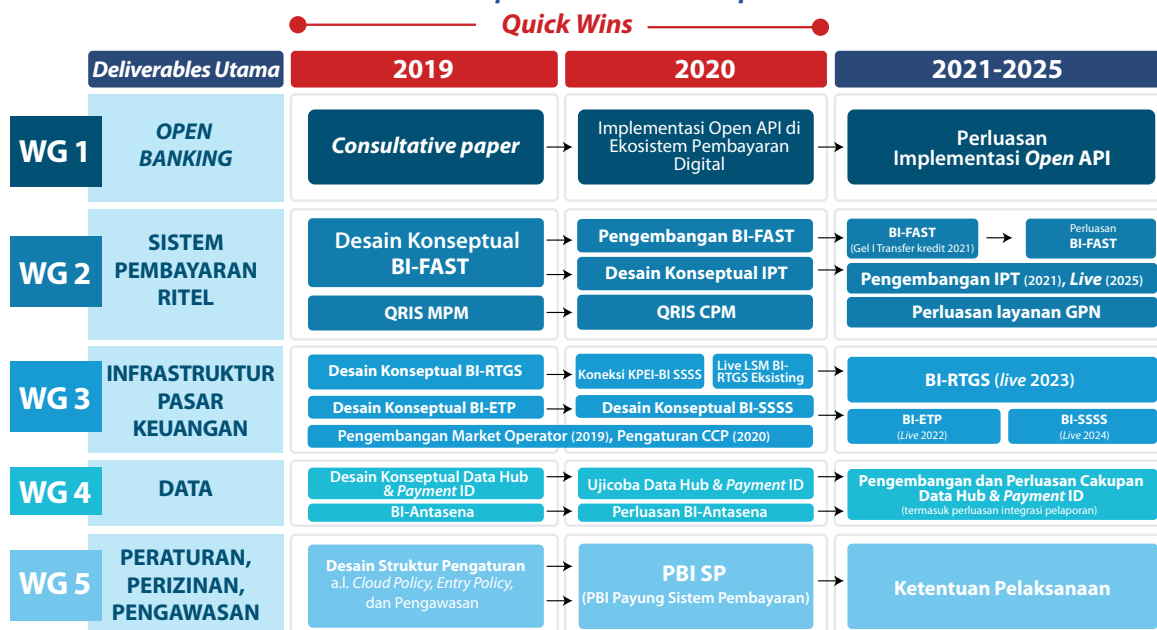 Quick Wins
Deliverables Utama
2019
2020
2021-2025
WG 1
OPEN
BANKING
Consultative paper
Implementasi Open API di
Ekosistem Pembayaran
Digital
Perluasan
Implementasi Open API
WG 2
SISTEM
PEMBAYARAN
RITEL
Desain Konseptual
BI-FAST
Pengembangan BI-FAST
Desain Konseptual IPT
BI-FAST
(Gel I Transfer kredit 2021)
Perluasan
BI-FAST
Pengembangan IPT (2021), Live (2025)
QRIS MPM
QRIS CPM
Perluasan layanan GPN
WG 3
INFRASTRUKTUR
PASAR
KEUANGAN
Desain Konseptual BI-RTGS
Koneksi KPEI-BI SSSS
Live LSM BI-
RTGS Eksisting
BI-RTGS (live 2023)
Desain Konseptual BI-ETP
Desain Konseptual BI-SSSS
BI-ETP
(Live 2022)
BI-SSSS
(Live 2024)
Pengembangan Market Operator (2019), Pengaturan CCP (2020)
WG 4
DATA
Desain Konseptual Data Hub
& Payment ID
Ujicoba Data Hub & Payment ID
Pengembangan dan Perluasan Cakupan
Data Hub & Payment ID
(termasuk perluasan integrasi pelaporan)
BI-Antasena
Perluasan BI-Antasena
WG 5
PERATURAN,
PERIZINAN,
PENGAWASAN
Desain Struktur Pengaturan
a.l. Cloud Policy, Entry Policy,
dan Pengawasan
PBI SP
(PBI Payung Sistem Pembayaran)
Ketentuan Pelaksanaan